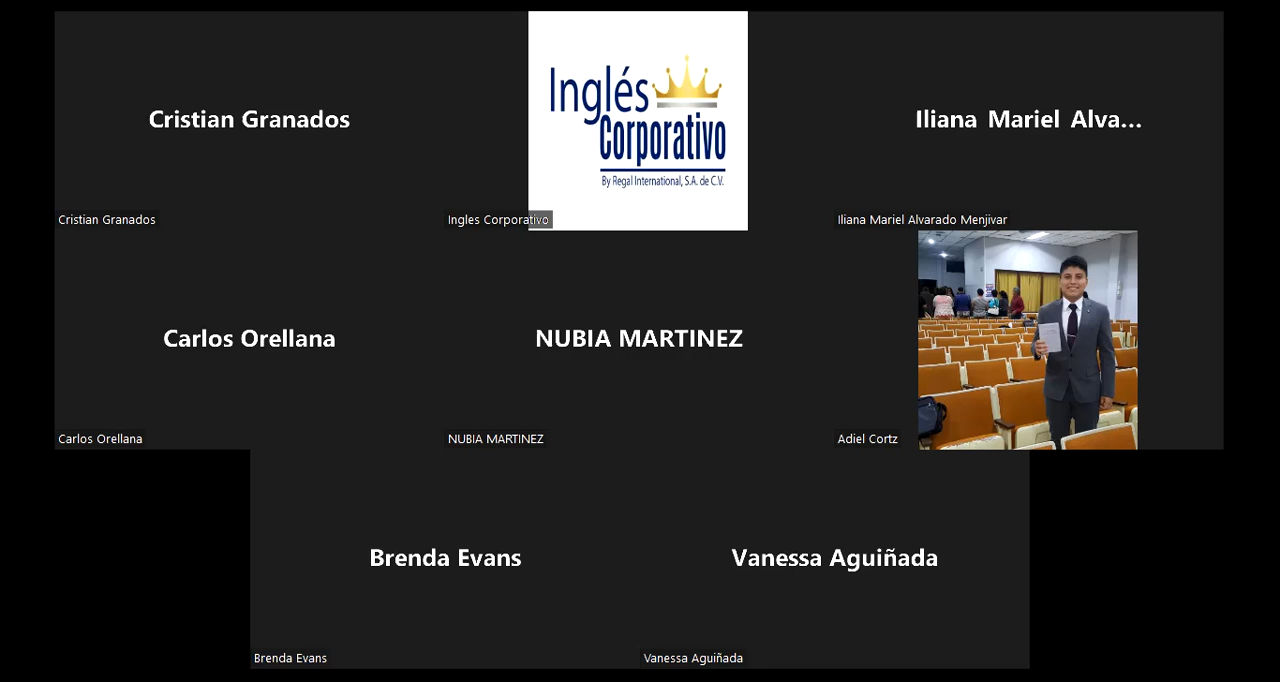 Cristian Granados
Cristian Granados
Inglés
Corporativo
By Regal International, S.A. de C.V.
Ingles Corporativo
Iliana Mariel Alva...
Iliana Mariel Alvarado Menjivar
Carlos Orellana
Carlos Orellana
NUBIA MARTINEZ
NUBIA MARTINEZ
Adiel Cortz
Brenda Evans
Brenda Evans
Vanessa Aguiñada
Vanessa Aguiñada